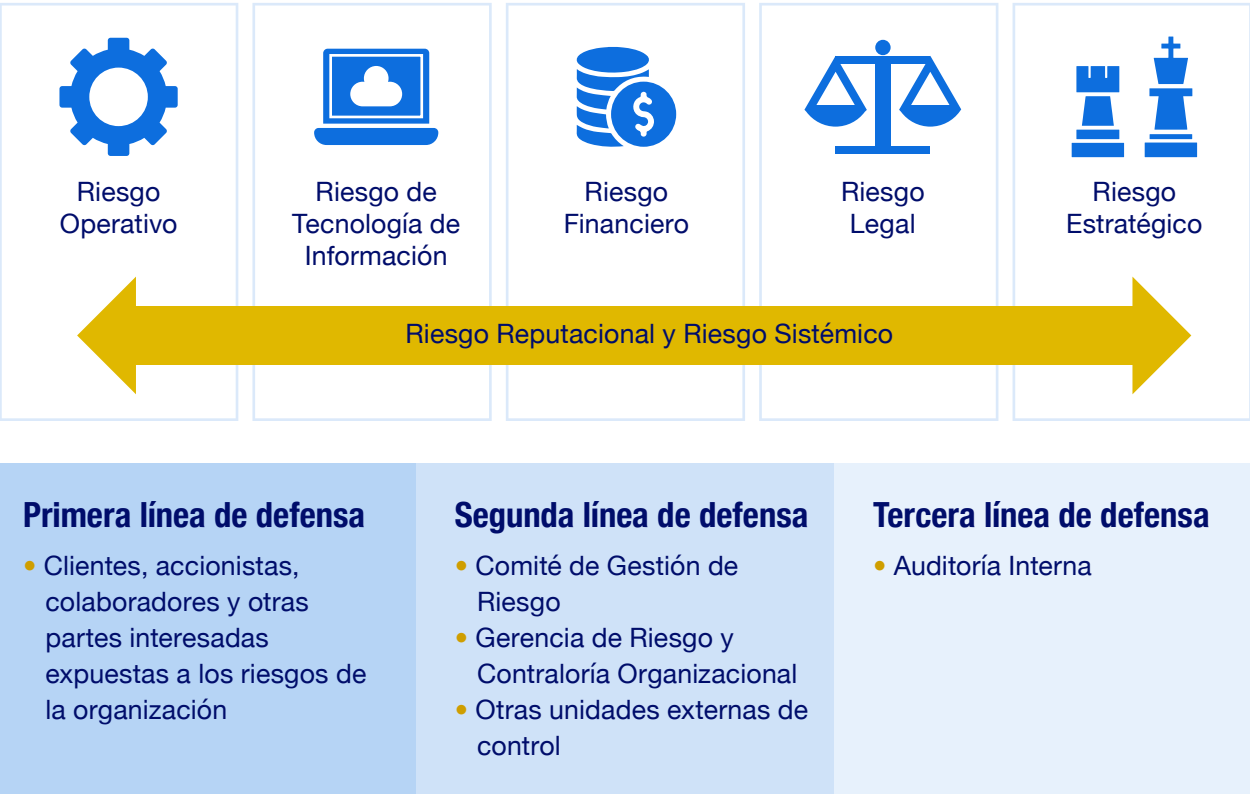 Riesgo
Operativo
Riesgo de
Tecnología de
Información
Riesgo
Financiero
Riesgo
Legal
Riesgo
Estratégico
Riesgo Reputacional y Riesgo Sistémico
Primera línea de defensa
• Clientes, accionistas,
colaboradores y otras
partes interesadas
expuestas a los riesgos de
la organización
Segunda línea de defensa
• Comité de Gestión de
Riesgo
• Gerencia de Riesgo y
Contraloría Organizacional
• Otras unidades externas de
control
Tercera línea de defensa
• Auditoría Interna